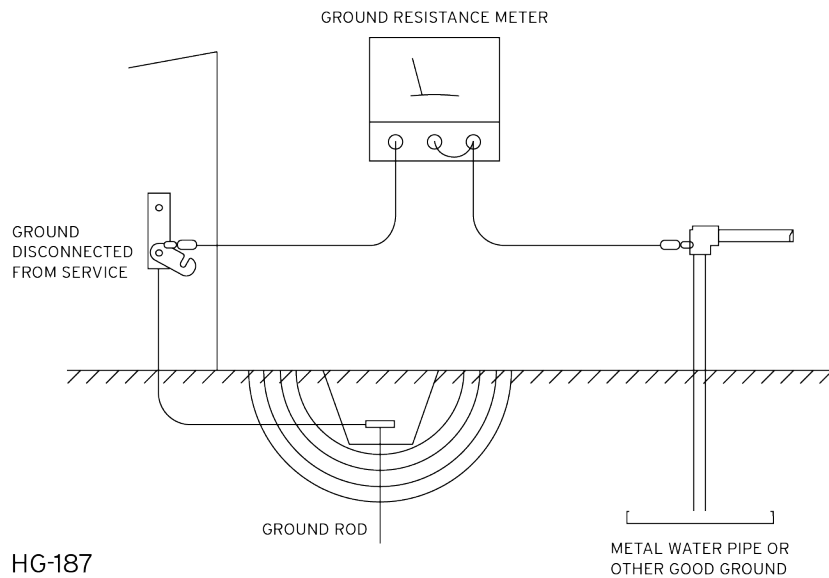 GROUND RESISTANCE METER
GROUND
DISCONNECTED
FROM SERVICE
GROUND ROD
METAL WATER PIPE OR
OTHER GOOD GROUND
HG-187